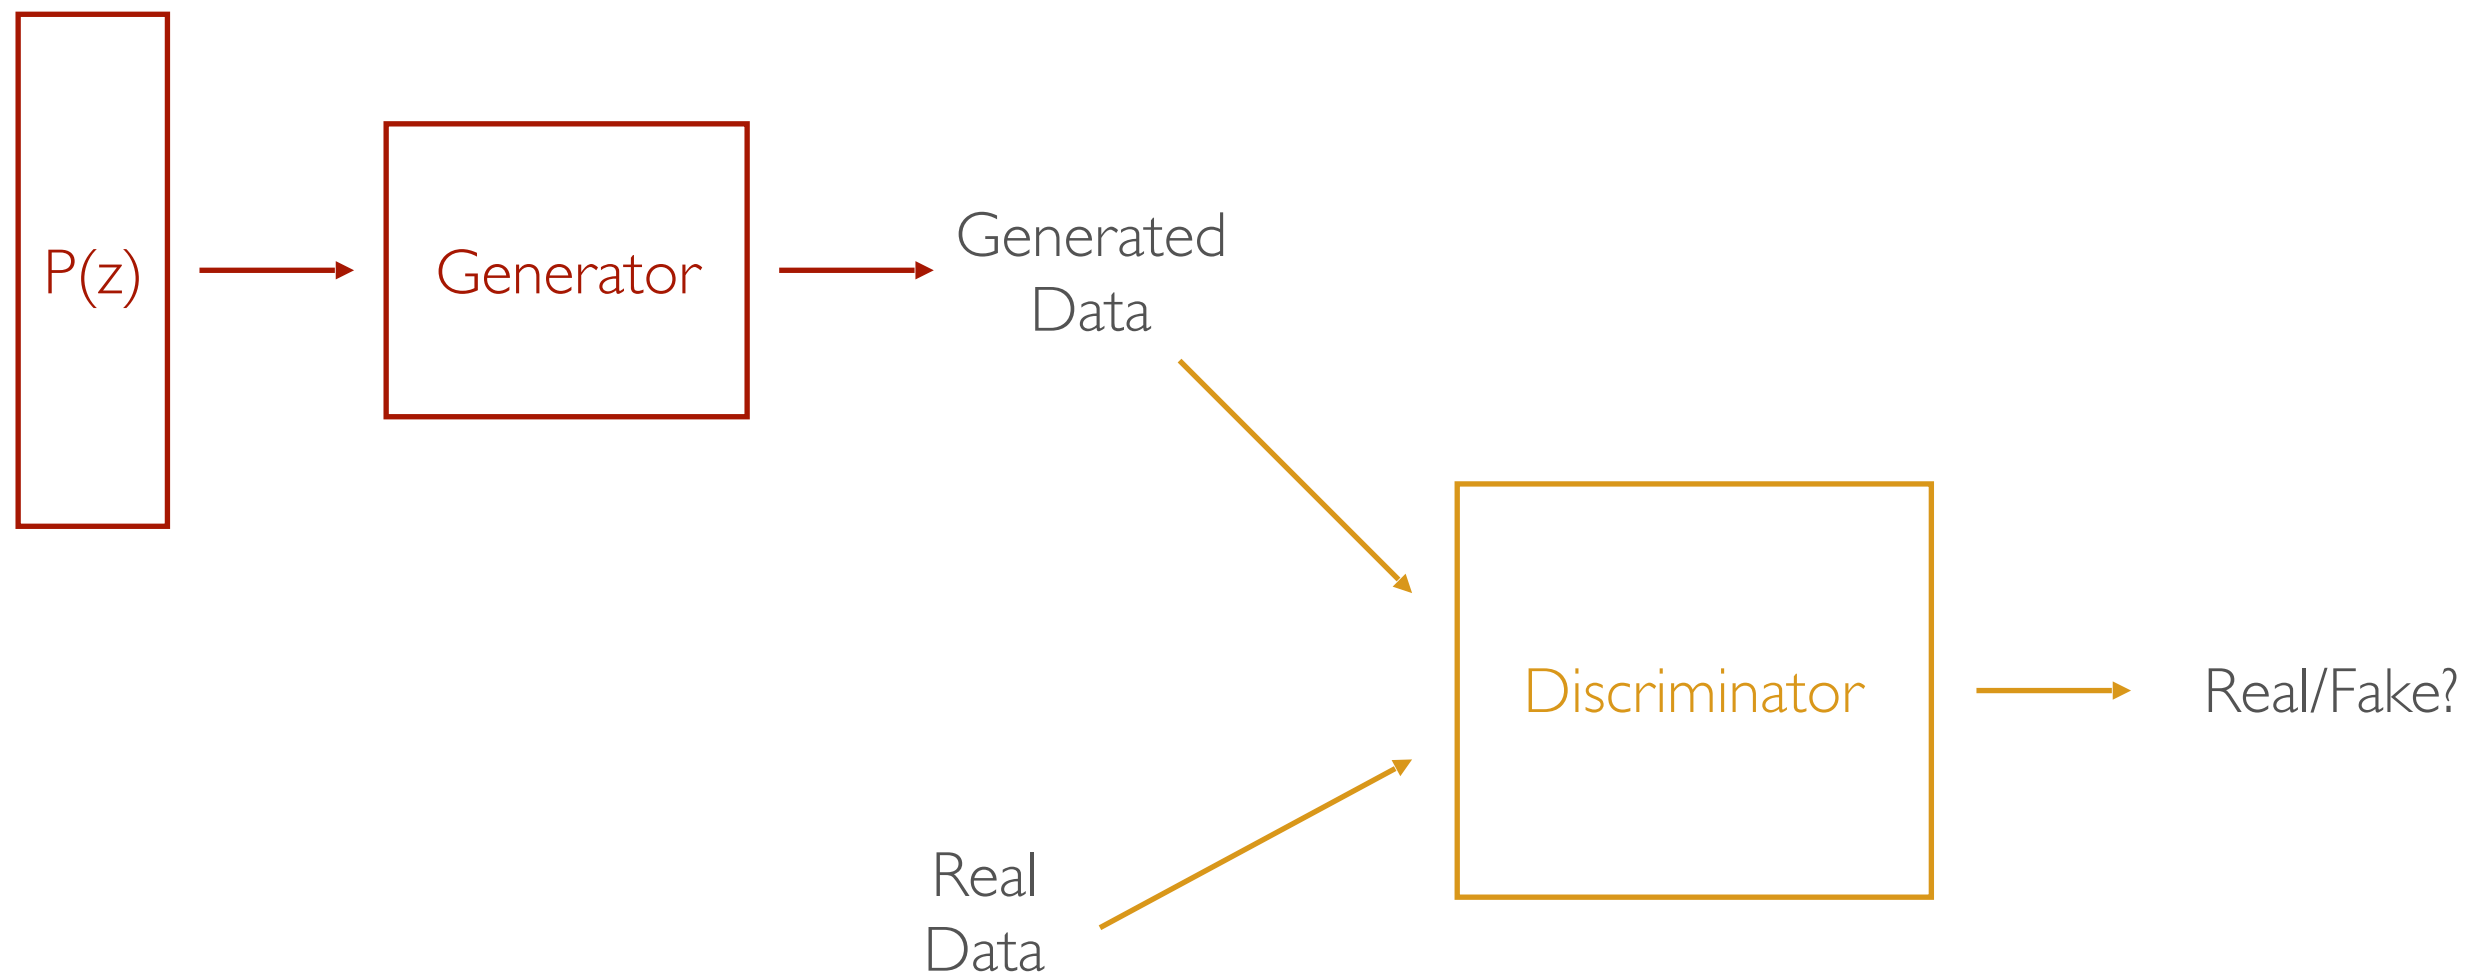 P(z)
Generator
Generated
Data
Discriminator
Real/Fake?
Real
Data